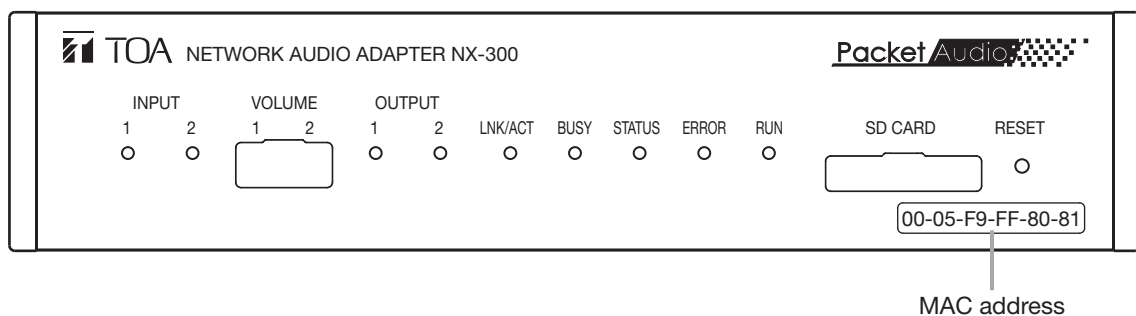 TOA NETWORK AUDIO ADAPTER NX-300
Packet Audio
INPUT VOLUME OUTPUT
1 2 1 2 1 2 LNK/ACT BUSY STATUS ERROR RUN SD CARD RESET
00-05-F9-FF-80-81
MAC address